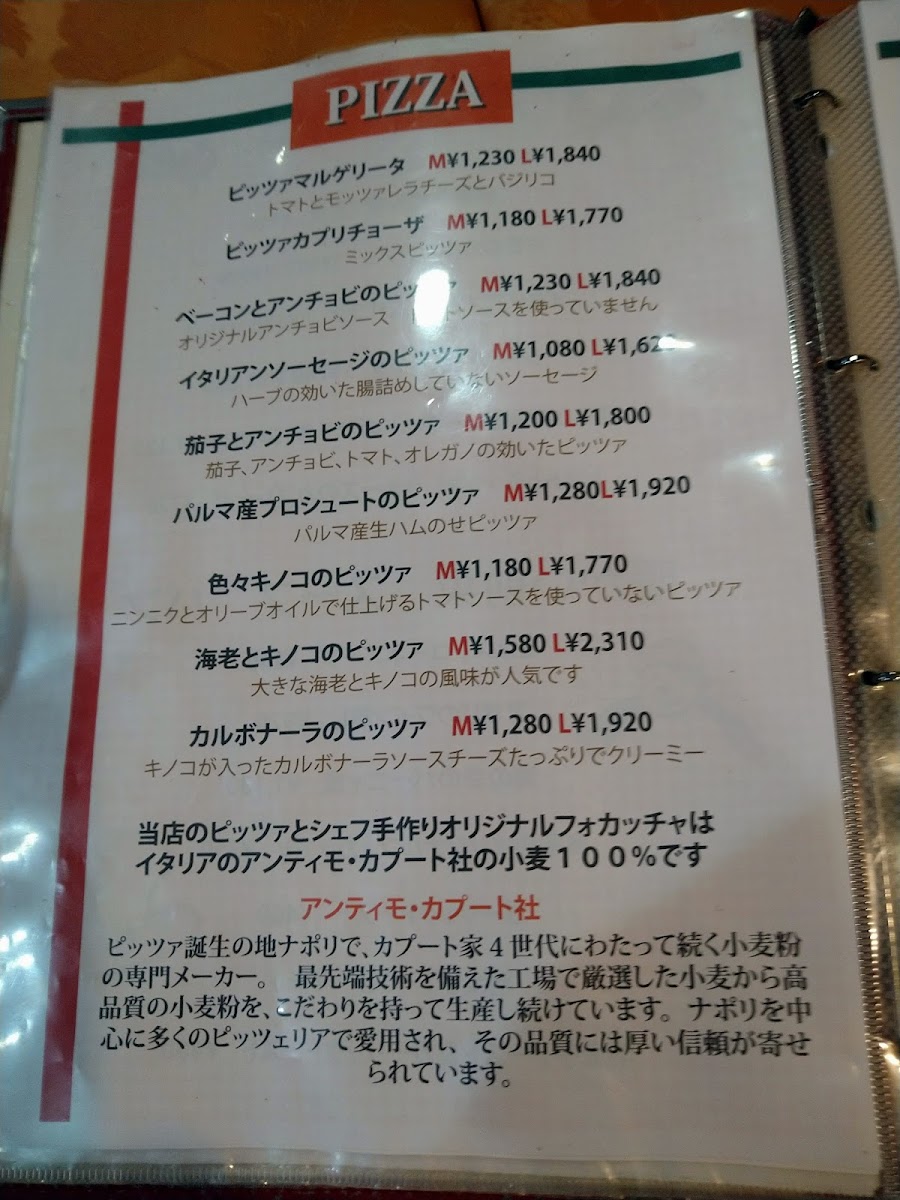 PIZZA
ピッツァマルゲリータ M¥1,230 L¥1,840
トマトとモッツァレラチーズとバジリコ
ピッツァカプリチョーザ M¥1,180 L¥1,770
ミックスピッツァ
ベーコンとアンチョビのピッツァ M¥1,230 L¥1,840
オリジナルアンチョビソース ソースを使っていません
イタリアンソーセージのピッツァ M¥1,080 L¥1,62
ハーブの効いた腸詰めしていないソーセージ
茄子とアンチョビのピッツァ M¥1,200 L¥1,800
茄子、アンチョビ、トマト、オレガノの効いたピッツァ
パルマ産プロシュートのピッツァ M¥1,280L¥1,920
パルマ産生ハムのせピッツァ
色々キノコのピッツァ M¥1,180 L¥1,770
ニンニクとオリーブオイルで仕上げるトマトソースを使っていないピッツァ
海老とキノコのピッツァ M¥1,580 L¥2,310
大きな海老とキノコの風味が人気です
カルボナーラのピッツァ M¥1,280 L¥1,920
キノコが入ったカルボナーラソースチーズたっぷりでクリーミー
当店のピッツァとシェフ手作りオリジナルフォカッチャは
イタリアのアンティモ・カプート社の小麦１００％です
アンティモ・カプート社
ピッツァ誕生の地ナポリで、カプート家４世代にわたって続く小麦粉
の専門メーカー。 最先端技術を備えた工場で厳選した小麦から高
品質の小麦粉を、こだわりを持って生産し続けています。ナポリを中
心に多くのピッツェリアで愛用され、その品質には厚い信頼が寄せ
られています。